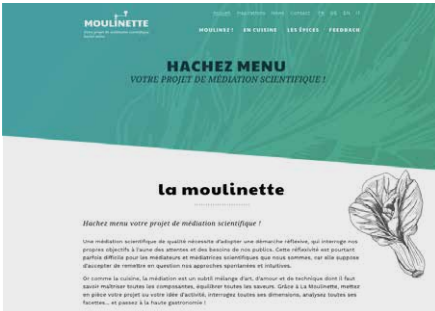 MOULINETTE
FR DE EN IT
MOULINEZ ! EN CUISINE LES ÉPICES FEEDBACK
HACHEZ MENU
VOTRE PROJET DE MÉDIATION SCIENTIFIQUE !
la moulinette
Hachez menu votre projet de médiation scientifique !
Une médiation scientifique de qualité nécessite d'adopter une démarche réflexive, qui interroge nos
propres objectifs à l'aune des attentes et des besoins de nos publics. Cette réflexivité est pourtant
parfois difficile pour les médiateurs et médiatrices scientifiques que nous sommes, car elle suppose
d'accepter de remettre en question nos approches spontanées et intuitives.
Or comme la cuisine, la médiation est un subtil mélange d'art, d'amour et de technique dont il faut
savoir maîtriser toutes les composantes, équilibrer toutes les saveurs. Grâce à La Moulinette, mettez
en pièce votre projet ou votre idée d'activité, interrogez toutes ses dimensions, analysez toutes ses
facettes... et passez à la haute gastronomie !